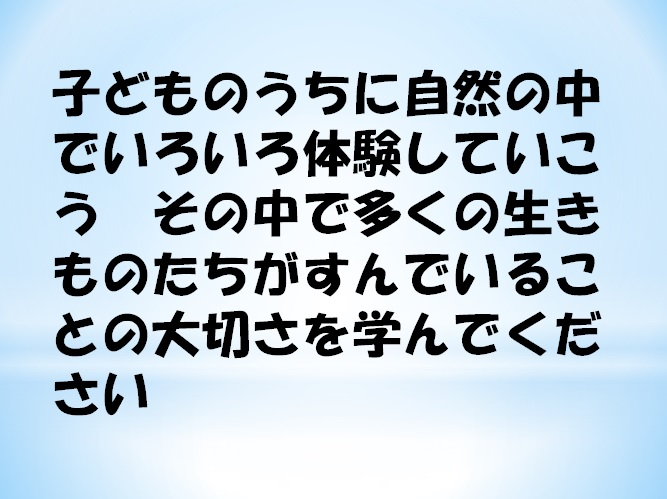 子どものうちに自然の中
でいろいろ体験していこ
う　その中で多くの生き
ものたちがすんでいるこ
との大切さを学んでくだ
さい